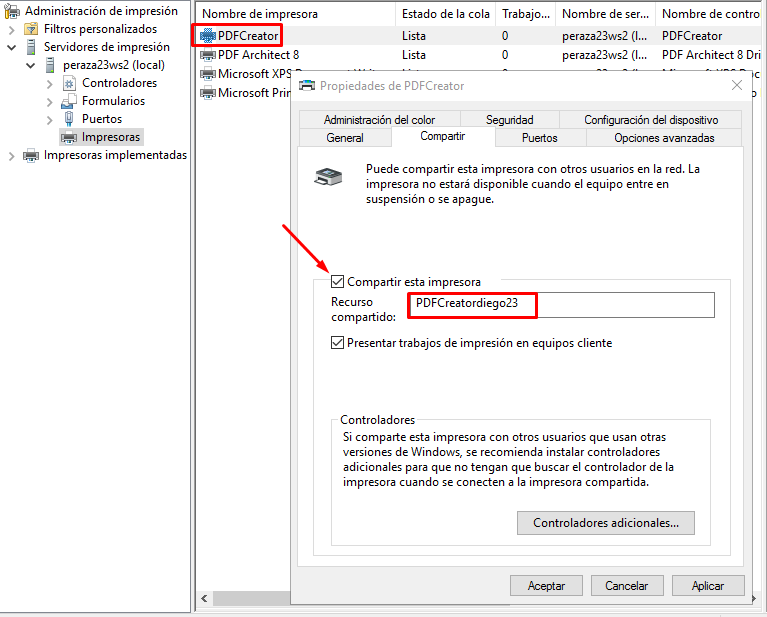 Administración de impresión
Filtros personalizados
Servidores de impresión
peraza23ws2 (local)
Controladores
Formularios
Puertos
Impresoras
Impresoras implementadas
Nombre de impresora Estado de la cola Trabajo... Nombre de ser... Nombre de contro
PDFCreator Lista 0 peraza23ws2 (l... PDFCreator
PDF Architect 8 Lista 0 peraza23ws2 (l... PDF Architect 8 Dri
Microsoft XPS
Microsoft Prin
Propiedades de PDFCreator
Administración del color Seguridad Configuración del dispositivo
General Compartir Puertos Opciones avanzadas
Puede compartir esta impresora con otros usuarios en la red. La
impresora no estará disponible cuando el equipo entre en
suspensión o se apague.
Compartir esta impresora
Recurso
compartido:
PDFCreatordiego23
Presentar trabajos de impresión en equipos cliente
Controladores
Si comparte esta impresora con otros usuarios que usan otras
versiones de Windows, se recomienda instalar controladores
adicionales para que no tengan que buscar el controlador de la
impresora cuando se conecten a la impresora compartida.
Controladores adicionales...
Aceptar Cancelar Aplicar